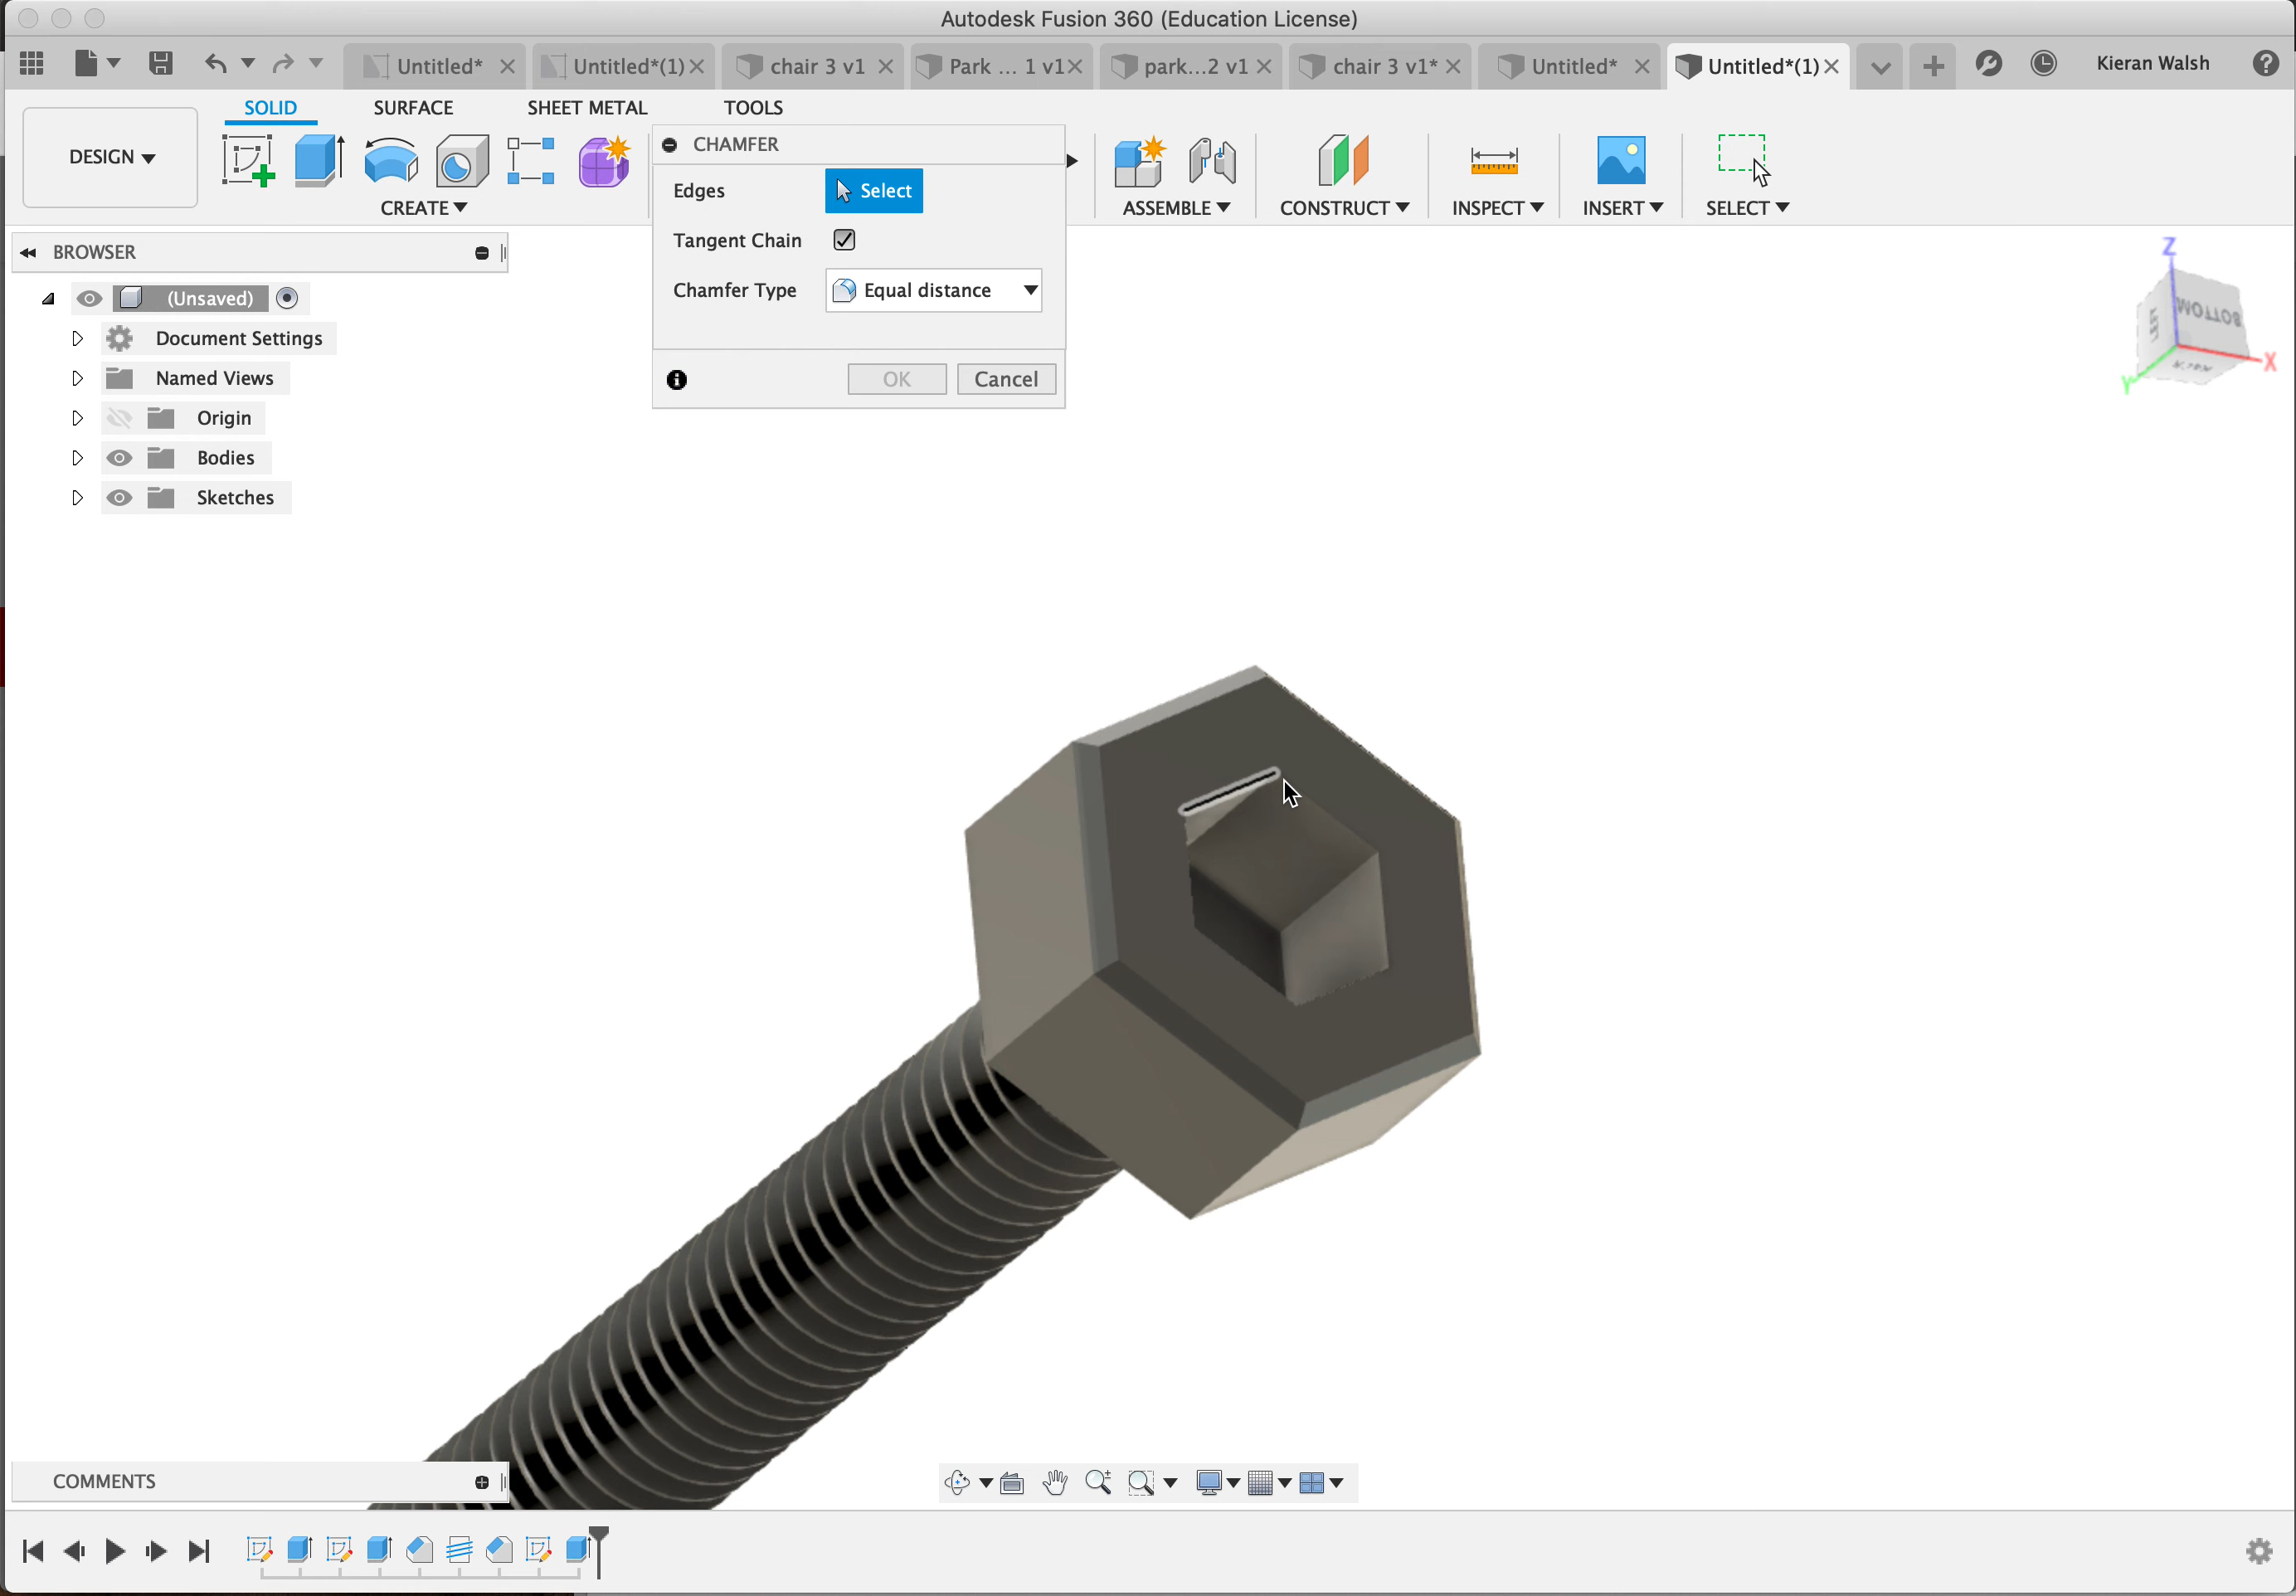 Autodesk Fusion 360 (Education License)
Untitled*
Untitled*(1)
chair 3 v1
Park ... 1 v1
park...2 v1
chair 3 v1*
Untitled*
Untitled*(1)
Kieran Walsh
SOLID
SURFACE
SHEET METAL
TOOLS
DESIGN
CREATE
ASSEMBLE
CONSTRUCT
INSPECT
INSERT
SELECT
CHAMFER
Edges
Select
Tangent Chain
Chamfer Type
Equal distance
OK
Cancel
BROWSER
(Unsaved)
Document Settings
Named Views
Origin
Bodies
Sketches
Z
BOTTOM
LEFT
X
Y
COMMENTS